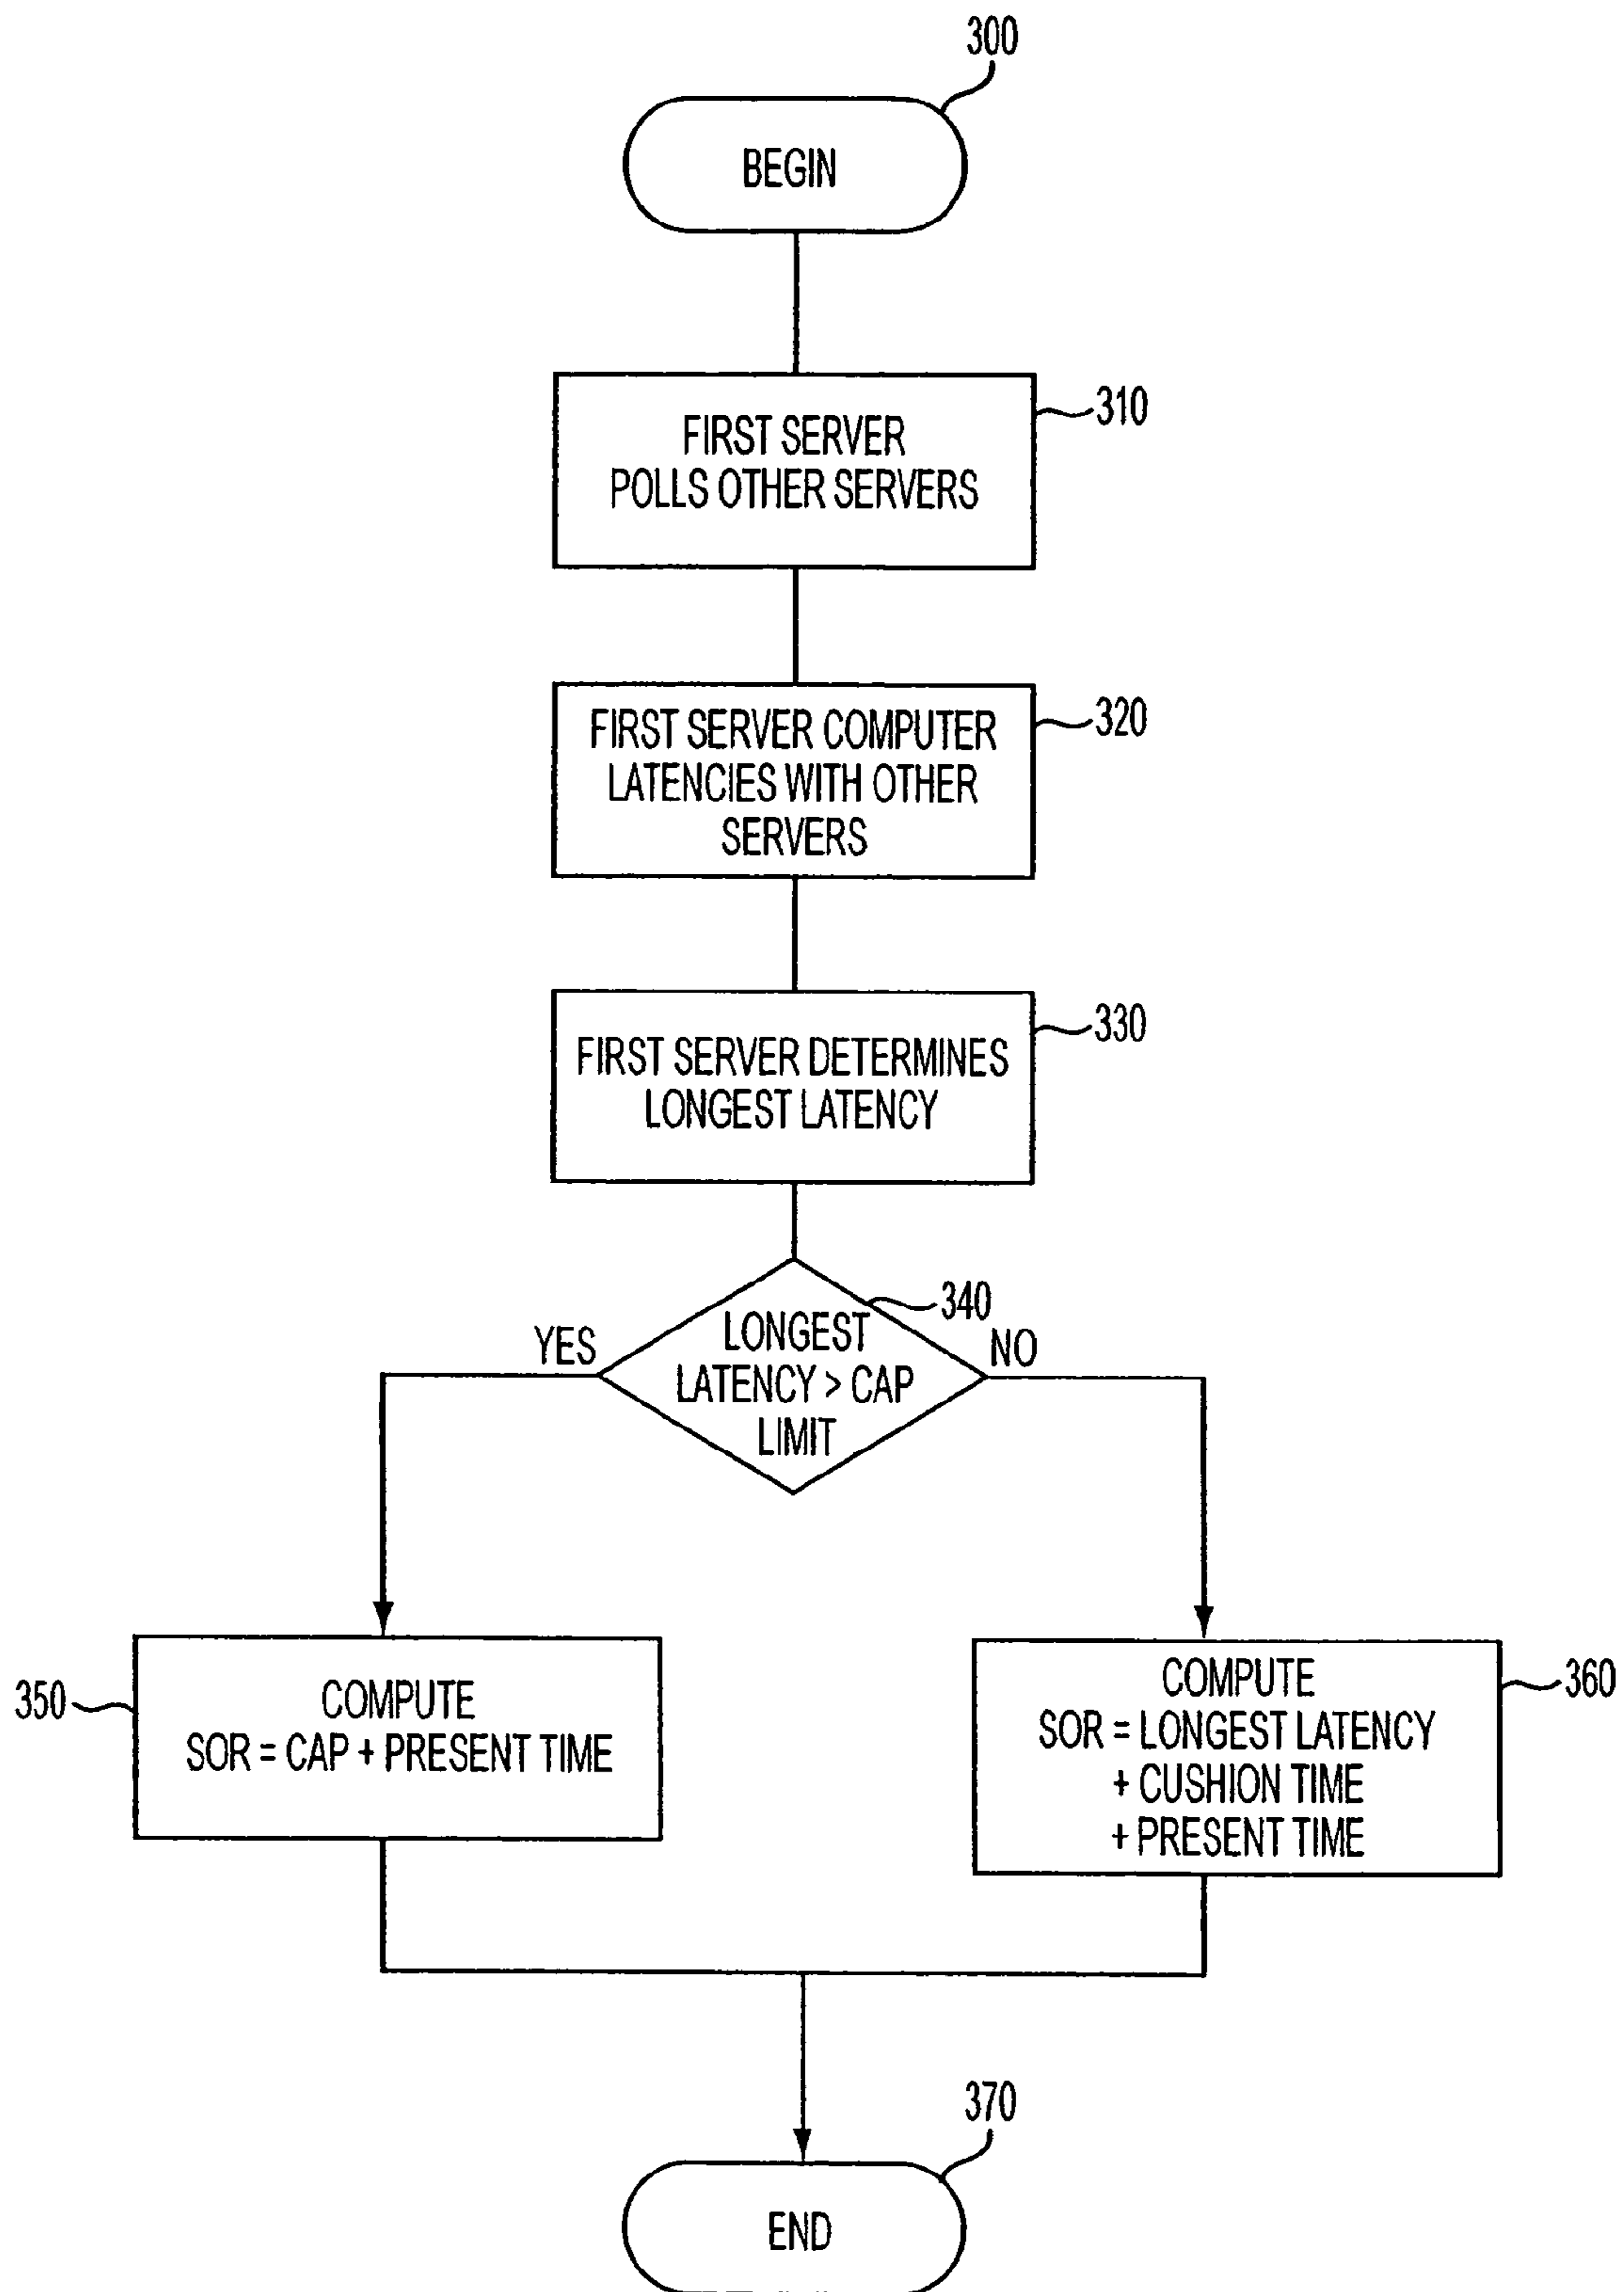 300
BEGIN
310
FIRST SERVER
POLLS OTHER SERVERS
320
FIRST SERVER COMPUTER
LATENCIES WITH OTHER
SERVERS
330
FIRST SERVER DETERMINES
LONGEST LATENCY
340
YES
LONGEST
LATENCY > CAP
LIMIT
NO
350
COMPUTE
SOR = CAP + PRESENT TIME
360
COMPUTE
SOR = LONGEST LATENCY
+ CUSHION TIME
+ PRESENT TIME
370
END